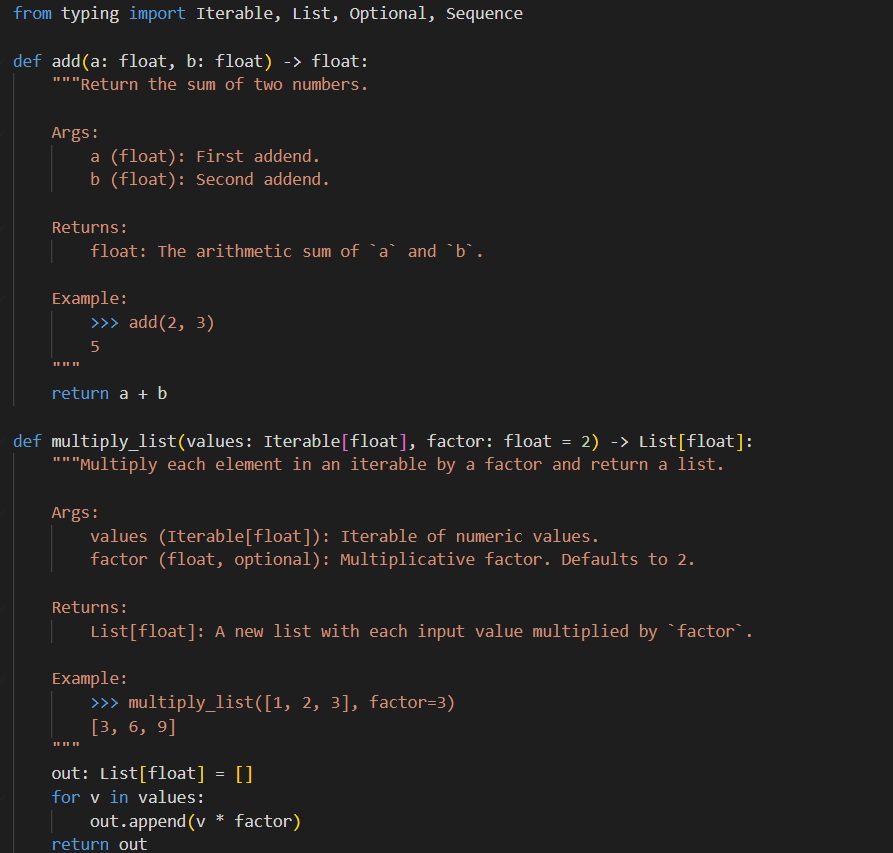 from typing import Iterable, List, Optional, Sequence

def add(a: float, b: float) -> float:
    """Return the sum of two numbers.

    Args:
        a (float): First addend.
        b (float): Second addend.

    Returns:
        float: The arithmetic sum of `a` and `b`.

    Example:
        >>> add(2, 3)
        5
    """
    return a + b

def multiply_list(values: Iterable[float], factor: float = 2) -> List[float]:
    """Multiply each element in an iterable by a factor and return a list.

    Args:
        values (Iterable[float]): Iterable of numeric values.
        factor (float, optional): Multiplicative factor. Defaults to 2.

    Returns:
        List[float]: A new list with each input value multiplied by `factor`.

    Example:
        >>> multiply_list([1, 2, 3], factor=3)
        [3, 6, 9]
    """
    out: List[float] = []
    for v in values:
        out.append(v * factor)
    return out